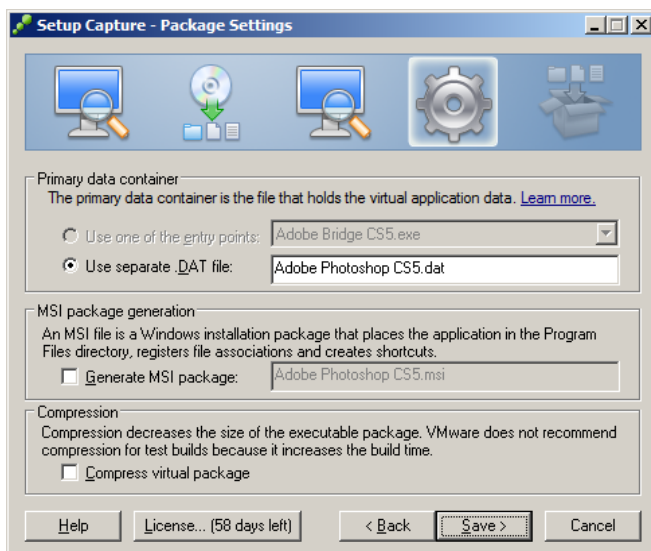 Setup Capture - Package Settings
Primary data container
The primary data container is the file that holds the virtual application data. Learn more.
Use one of the entry points: Adobe Bridge CS5.exe
Use separate .DAT file: Adobe Photoshop CS5.dat
MSI package generation
An MSI file is a Windows installation package that places the application in the Program
Files directory, registers file associations and creates shortcuts.
Generate MSI package: Adobe Photoshop CS5.msi
Compression
Compression decreases the size of the executable package. VMware does not recommend
compression for test builds because it increases the build time.
Compress virtual package
Help License... (58 days left) < Back Save > Cancel